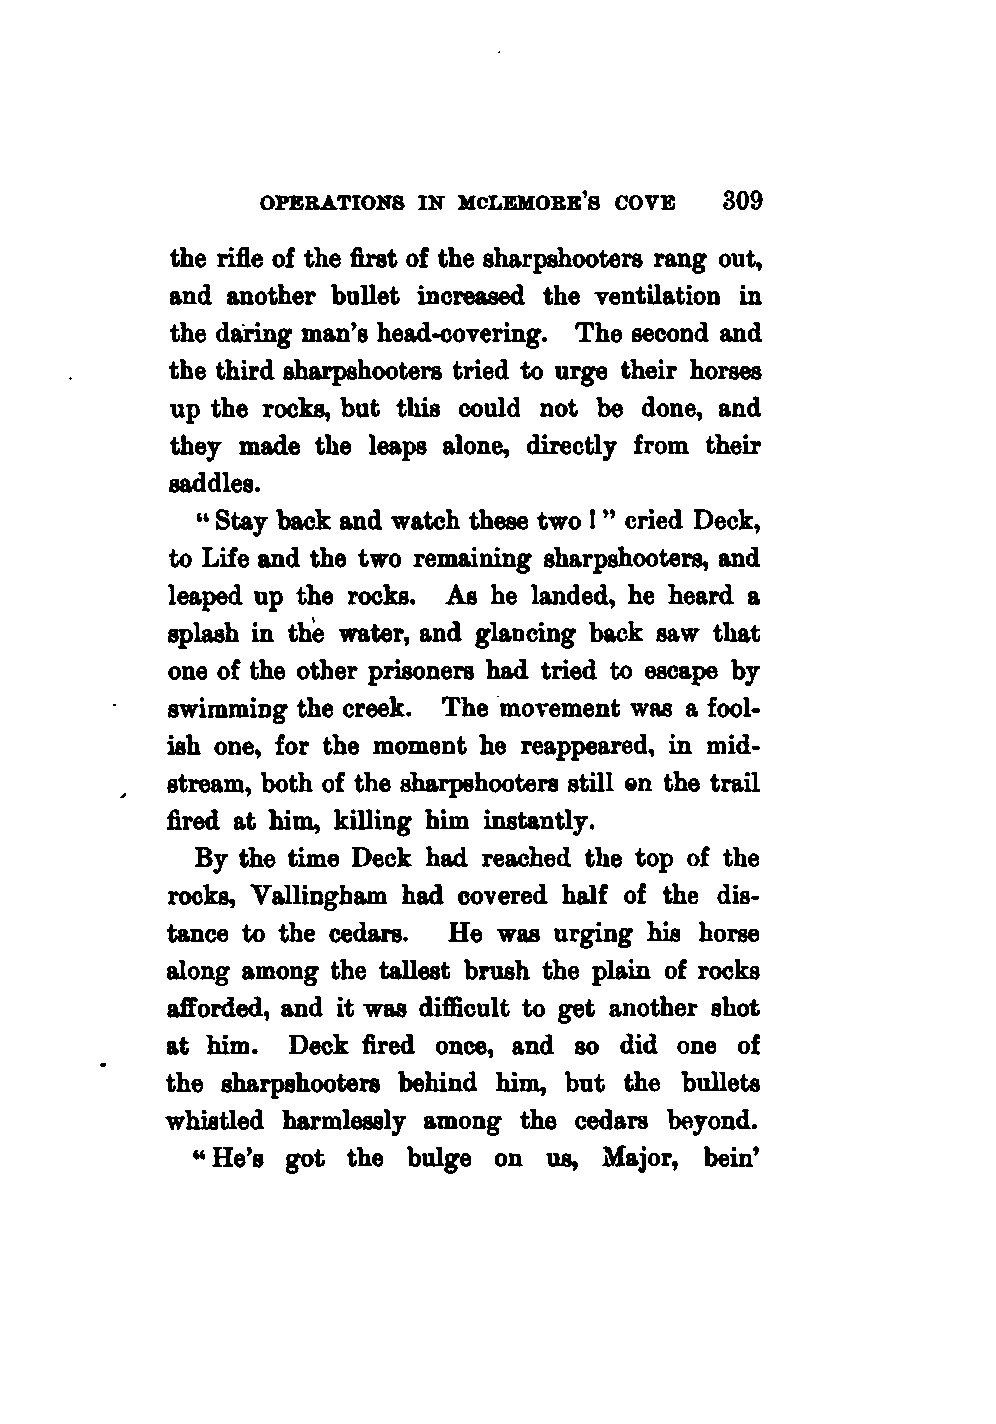 OPERATIONS IN McLEMORE'S COVE 309
the rifle of the first of the sharpshooters rang out,
and another bullet increased the ventilation in
the daring man's head-covering. The second and
the third sharpshooters tried to urge their horses
up the rocks, but this could not be done, and
they made the leaps alone, directly from their
saddles.
"Stay back and watch these two!" cried Deck,
to Life and the two remaining sharpshooters, and
leaped up the rocks. As he landed, he heard a
splash in the water, and glancing back saw that
one of the other prisoners had tried to escape by
swimming the creek. The movement was a fool-
ish one, for the moment he reappeared, in mid-
stream, both of the sharpshooters still on the trail
fired at him, killing him instantly.
By the time Deck had reached the top of the
rocks, Vallingham had covered half of the dis-
tance to the cedars. He was urging his horse
along among the tallest brush the plain of rocks
afforded, and it was difficult to get another shot
at him. Deck fired once, and so did one of
the sharpshooters behind him, but the bullets
whistled harmlessly among the cedars beyond.
"He's got the bulge on us, Major, bein'